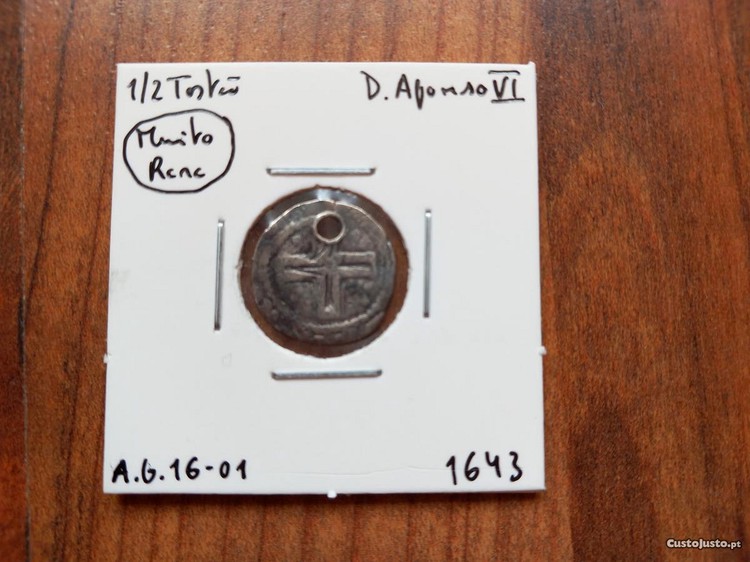 1/2 Tostão
D. Afonso VI
Muito
Rara
A.G. 16-01
1643
CustoJusto.pt